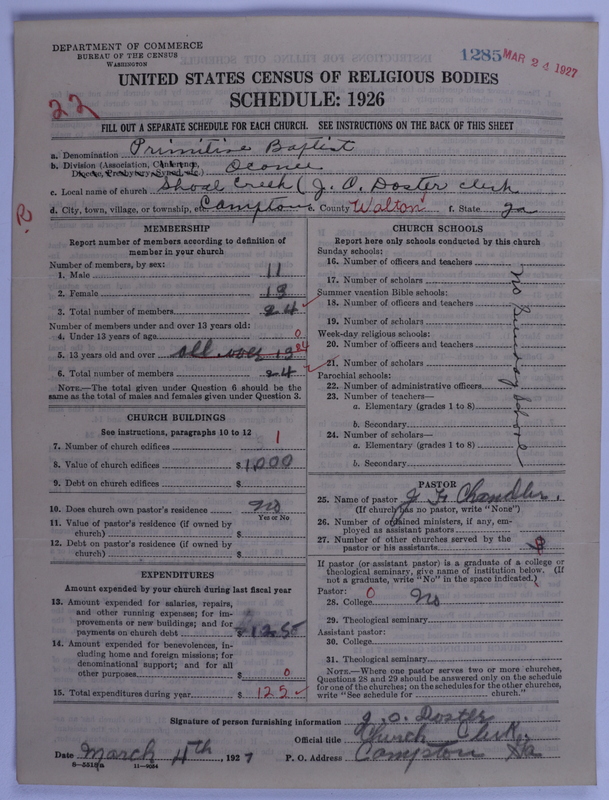 DEPARTMENT OF COMMERCE
BUREAU OF THE CENSUS
WASHINGTON
1285 MAR 24 1927
UNITED STATES CENSUS OF RELIGIOUS BODIES
SCHEDULE: 1926
22
FILL OUT A SEPARATE SCHEDULE FOR EACH CHURCH. SEE INSTRUCTIONS ON THE BACK OF THIS SHEET
a. Denomination Primitive Baptist
b. Division (Association, Conference, Diocese, Presbytery, Synod, etc.) Oconee
c. Local name of church Shoal Creek (J. O. Doster clerk
d. City, town, village, or township, etc. Campton e. County Walton f. State Ga
R
MEMBERSHIP
Report number of members according to definition of
member in your church
Number of members, by sex:
1. Male 11
2. Female 13
3. Total number of members 24
Number of members under and over 13 years old:
4. Under 13 years of age 0
5. 13 years old and over all over 13 24
6. Total number of members 24
NOTE.—The total given under Question 6 should be the
same as the total of males and females given under Question 3.
CHURCH BUILDINGS
See instructions, paragraphs 10 to 12
7. Number of church edifices 1
8. Value of church edifices $1,000
9. Debt on church edifices $
10. Does church own pastor's residence No
Yes or No
11. Value of pastor's residence (if owned by
church) $
12. Debt on pastor's residence (if owned by
church) $
EXPENDITURES
Amount expended by your church during last fiscal year
13. Amount expended for salaries, repairs,
and other running expenses; for im-
provements or new buildings; and for
payments on church debt $
14. Amount expended for benevolences, in-
cluding home and foreign missions; for
denominational support; and for all
other purposes $ 0
15. Total expenditures during year $ 125
CHURCH SCHOOLS
Report here only schools conducted by this church
Sunday schools:
16. Number of officers and teachers
17. Number of scholars
Summer vacation Bible schools:
18. Number of officers and teachers
19. Number of scholars
Week-day religious schools:
20. Number of officers and teachers
21. Number of scholars
Parochial schools:
22. Number of administrative officers
23. Number of teachers—
a. Elementary (grades 1 to 8)
b. Secondary
24. Number of scholars—
a. Elementary (grades 1 to 8)
b. Secondary
No Sunday School
PASTOR
25. Name of pastor J. H. Chandler.
(If church has no pastor, write "None")
26. Number of ordained ministers, if any, em-
ployed as assistant pastors
27. Number of other churches served by the
pastor or his assistants
If pastor (or assistant pastor) is a graduate of a college or
theological seminary, give name of institution below. (If
not a graduate, write "No" in the space indicated.)
Pastor: 0
28. College No
29. Theological seminary
Assistant pastor:
30. College
31. Theological seminary
NOTE.—Where one pastor serves two or more churches,
Questions 28 and 29 should be answered only on the schedule
for one of the churches; on the schedules for the other churches,
write "See schedule for church."
Signature of person furnishing information J. O. Doster
Official title Church Clerk.
Date March 4th, 1927 P. O. Address Campton Ga
8-5518a 11-9054